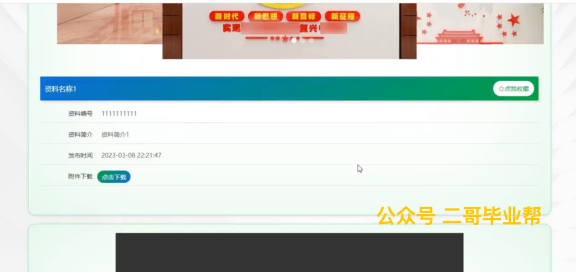 新时代 新思想 新目标 新征程
实现 复兴
资料名称1
☆点我收藏
资料编号 1111111111
资料简介 资料简介1
发布时间 2023-03-08 22:21:47
附件下载 点击下载
公众号 二哥毕业帮